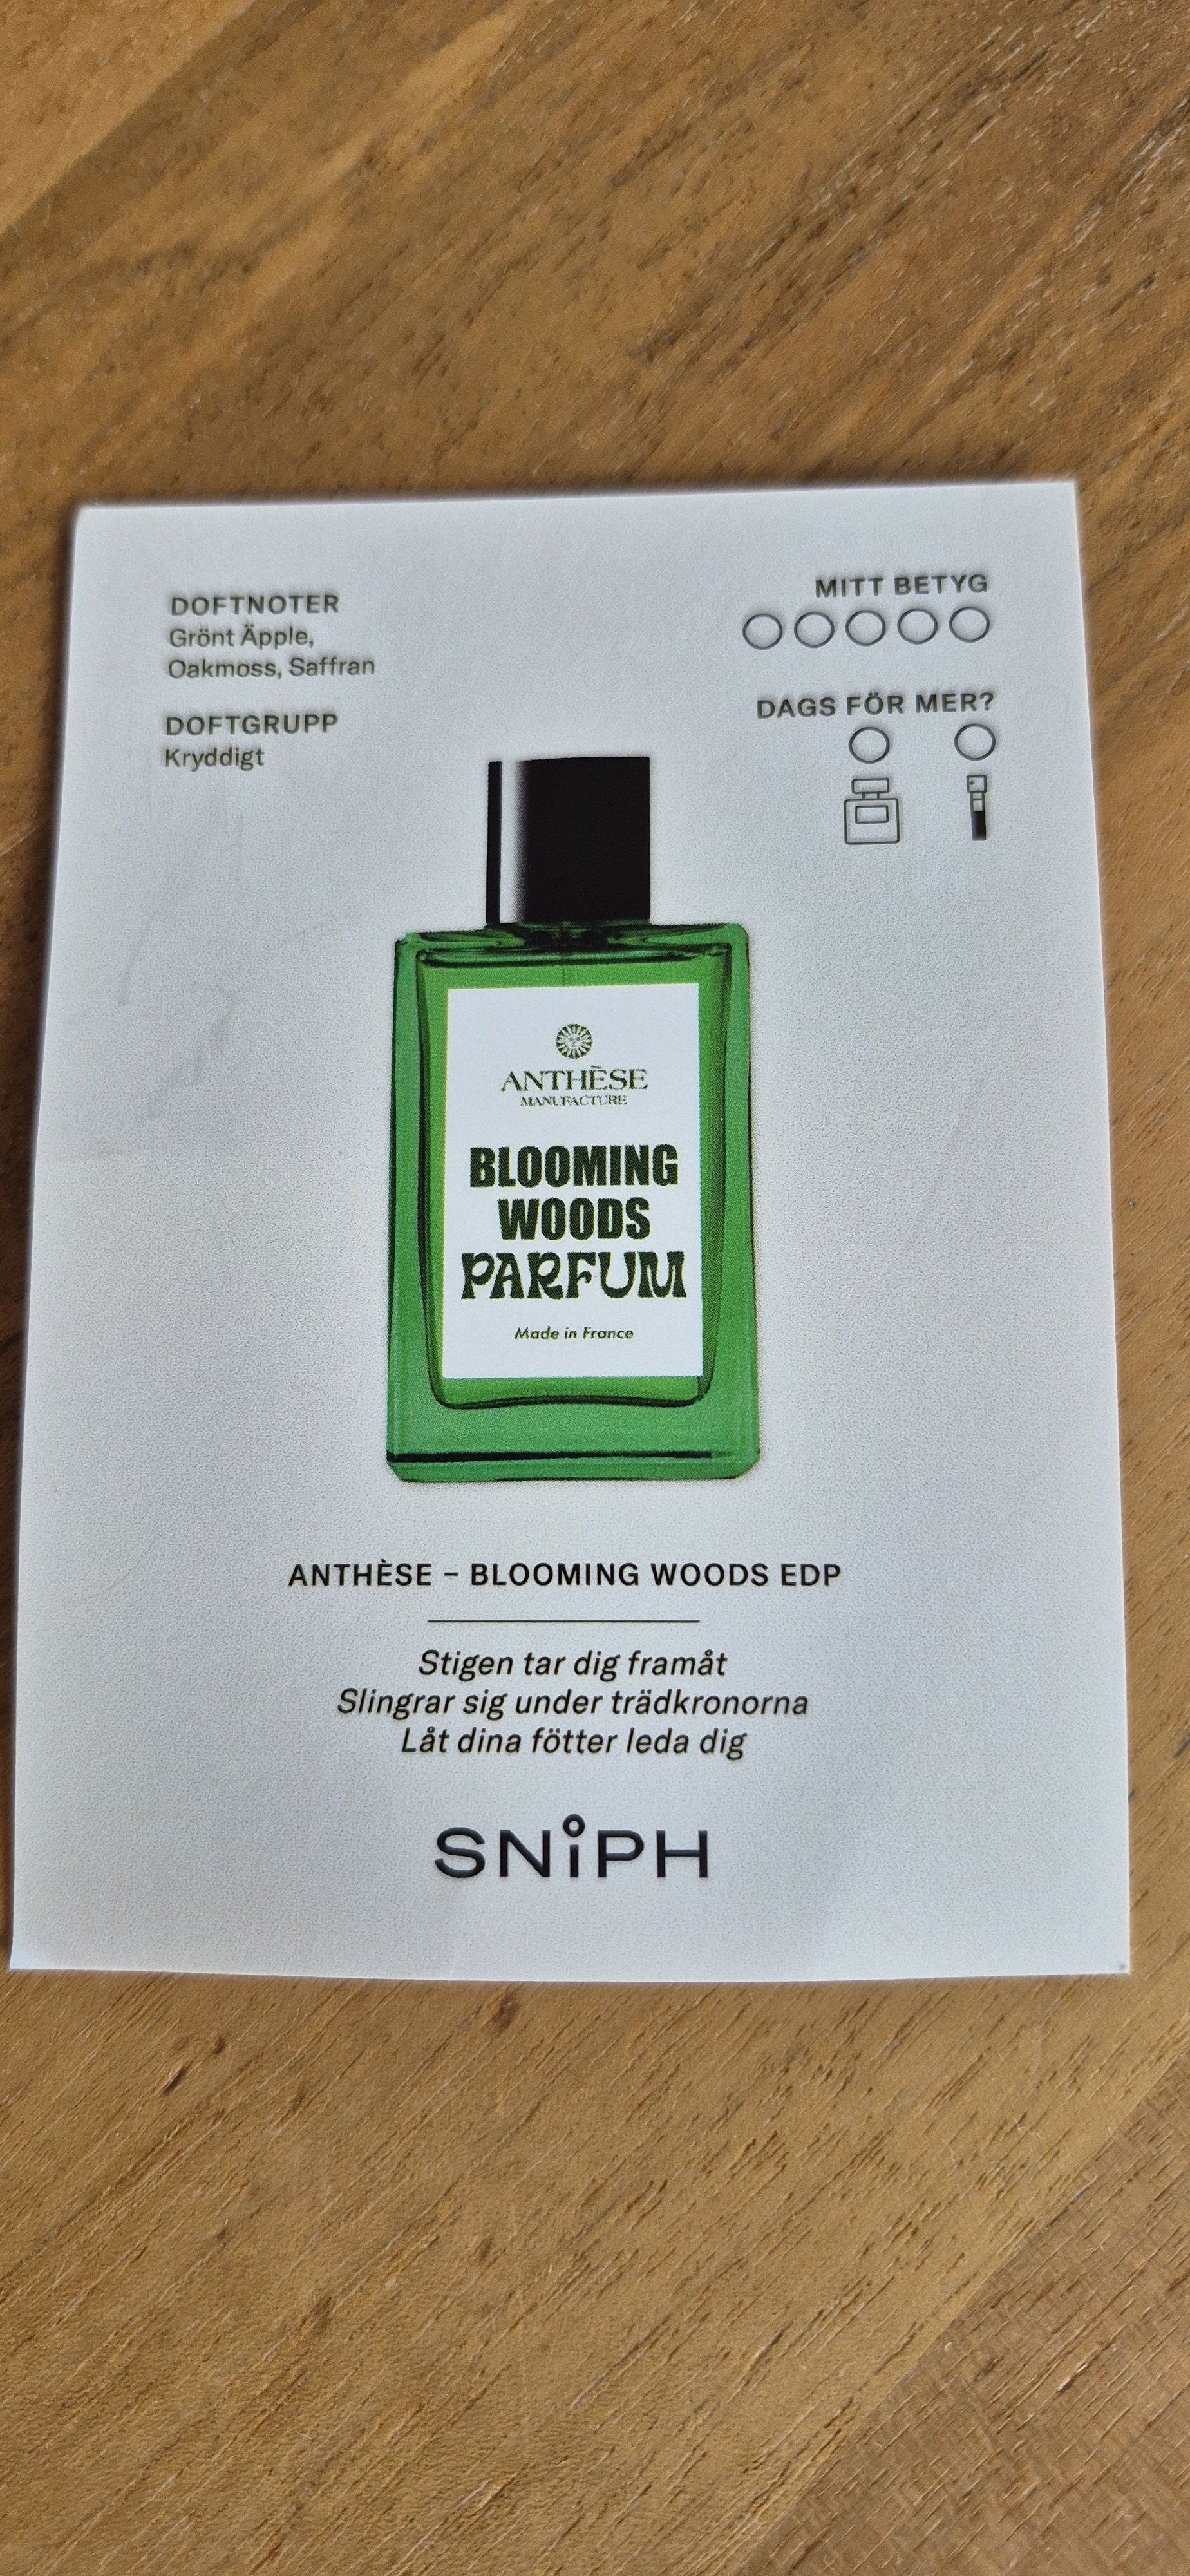 DOFTNOTER
Grönt Äpple,
Oakmoss, Saffran
DOFTGRUPP
Kryddigt
MITT BETYG
DAGS FÖR MER?
ANTHÈSE
MANUFACTURE
BLOOMING
WOODS
PARFUM
Made in France
ANTHÈSE – BLOOMING WOODS EDP
Stigen tar dig framåt
Slingrar sig under trädkronorna
Låt dina fötter leda dig
SNiPH